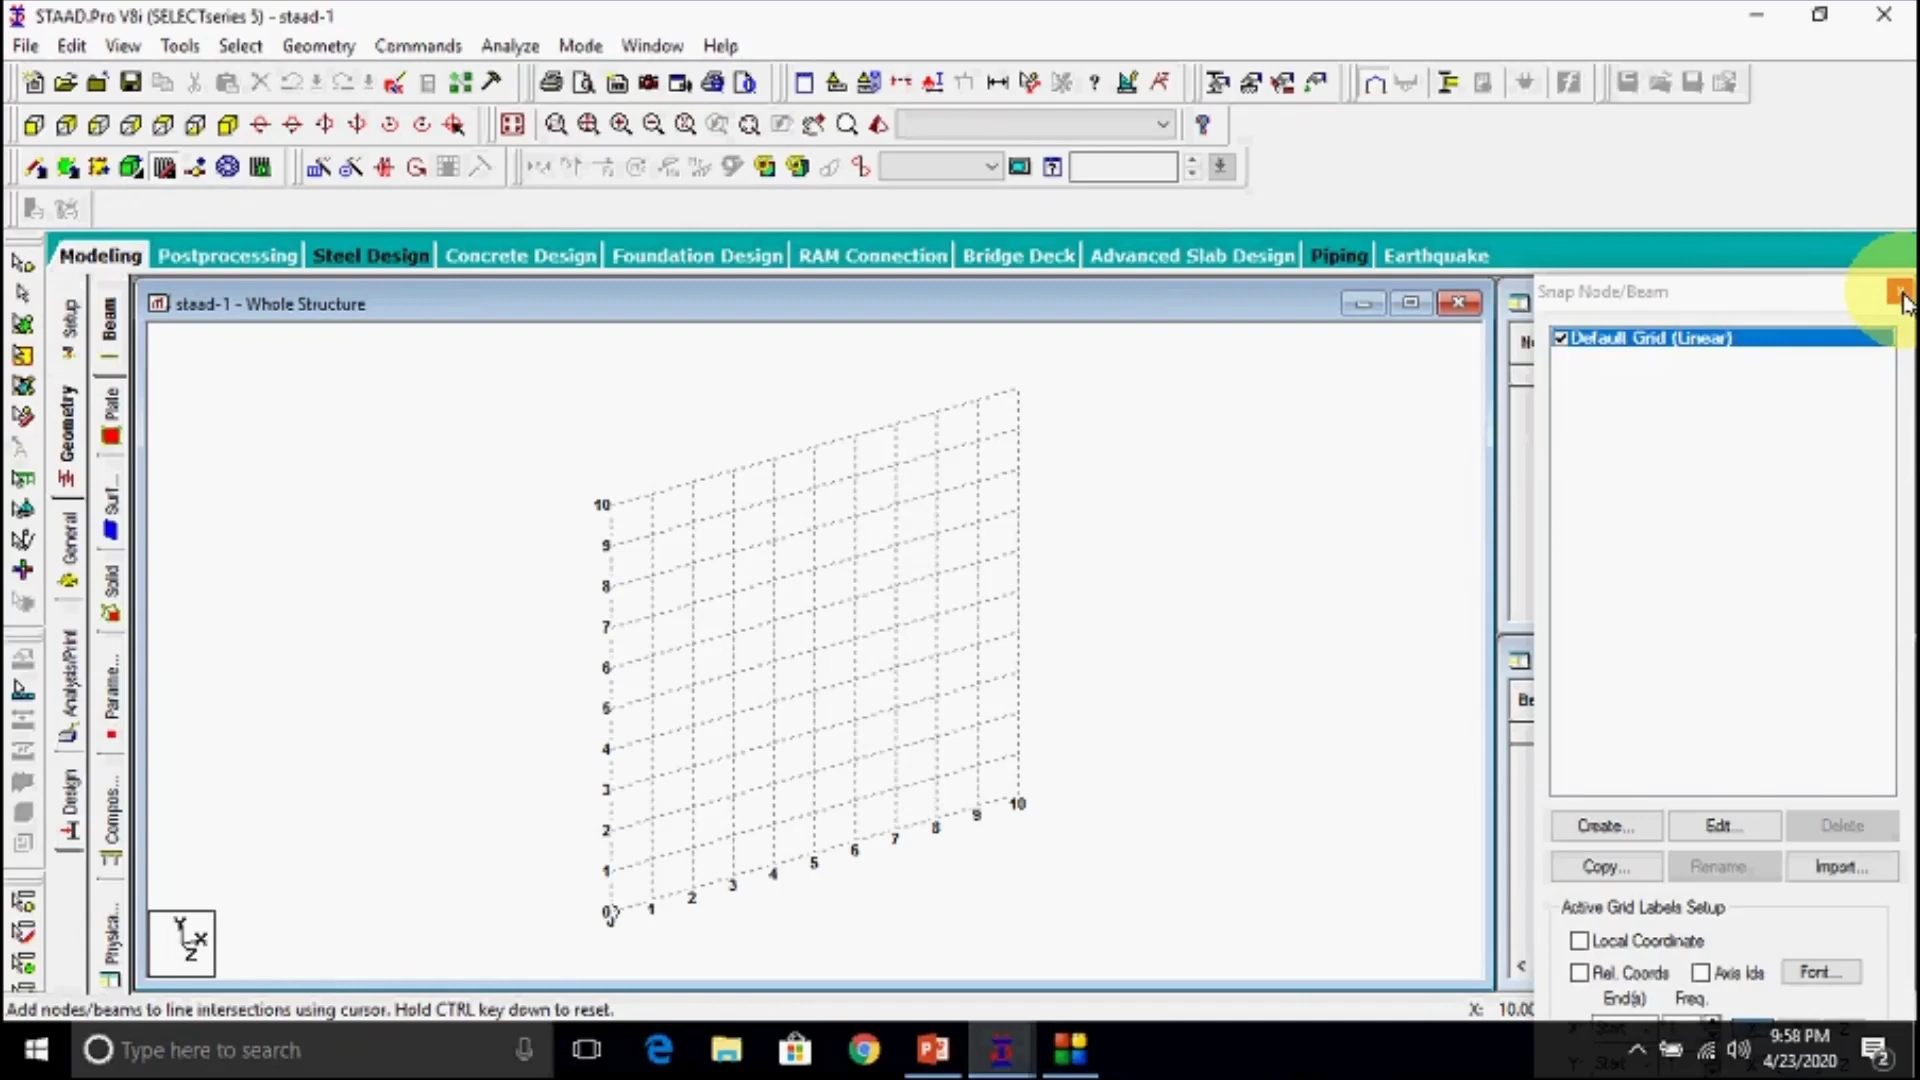 STAAD.Pro V8i (SELECTseries 5) - staad-1
File Edit View Tools Select Geometry Commands Analyze Mode Window Help
Modeling Postprocessing Steel Design Concrete Design Foundation Design RAM Connection Bridge Deck Advanced Slab Design Piping Earthquake
staad-1 - Whole Structure
Snap Node/Beam
Default Grid (Linear)
Setup
Geometry
General
Analysis/Print
Design
Beam
Plate
Surf...
Solid
Parame...
Compos...
Physica...
10
9
8
7
6
5
4
3
2
1
0
1
2
3
4
5
6
7
8
9
10
Y
X
Z
Be
Create... Edit... Delete
Copy... Rename... Import...
Active Grid Labels Setup
Local Coordinate
Rel. Coords Axis Ids Font...
End(s) Freq.
X: Start
Y: Start
Add nodes/beams to line intersections using cursor. Hold CTRL key down to reset.
X: 10.00
Type here to search
9:58 PM
4/23/2020
2